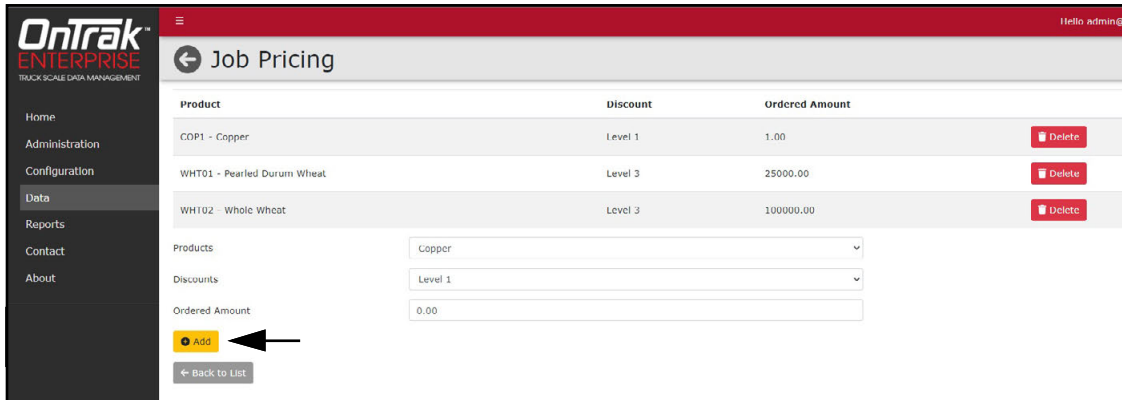 OnTrak™
ENTERPRISE
TRUCK SCALE DATA MANAGEMENT
Home
Administration
Configuration
Data
Reports
Contact
About
Hello admin@
Job Pricing
Product Discount Ordered Amount
COP1 - Copper Level 1 1.00 Delete
WHT01 - Pearled Durum Wheat Level 3 25000.00 Delete
WHT02 - Whole Wheat Level 3 100000.00 Delete
Products Copper
Discounts Level 1
Ordered Amount 0.00
Add
Back to List